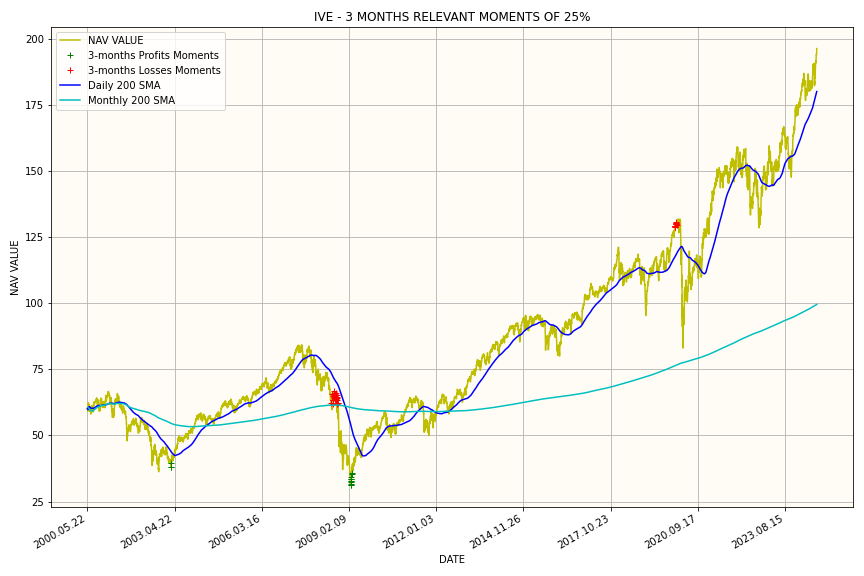 IVE - 3 MONTHS RELEVANT MOMENTS OF 25%
NAV VALUE
3-months Profits Moments
3-months Losses Moments
Daily 200 SMA
Monthly 200 SMA
NAV VALUE
200
175
150
125
100
75
50
25
2000.05.22
2003.04.22
2006.03.16
2009.02.09
2012.01.03
2014.11.26
2017.10.23
2020.09.17
2023.08.15
DATE